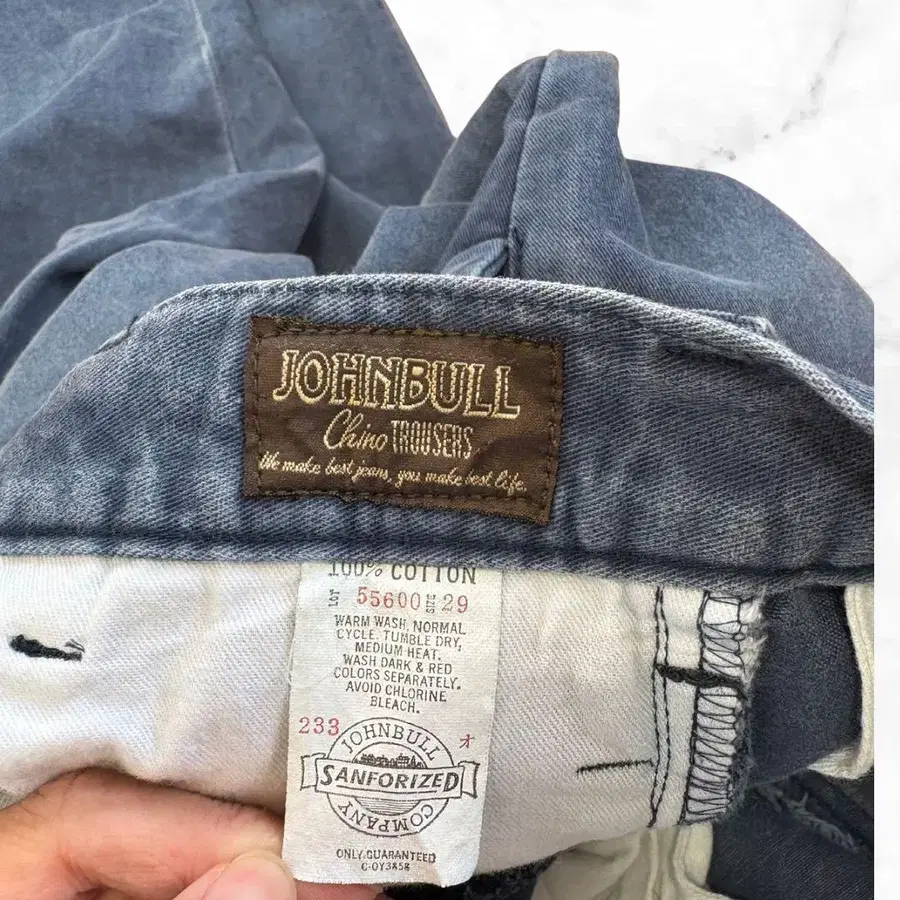 JOHNBULL
Chino TROUSERS
We make best jeans, you make best life.
100% COTTON
LOT 55600 SIZE 29
WARM WASH, NORMAL
CYCLE. TUMBLE DRY,
MEDIUM HEAT.
WASH DARK & RED
COLORS SEPARATELY.
AVOID CHLORINE
BLEACH.
233
JOHNBULL
SANFORIZED
COMPANY
ONLY GUARANTEED
C-OY3858